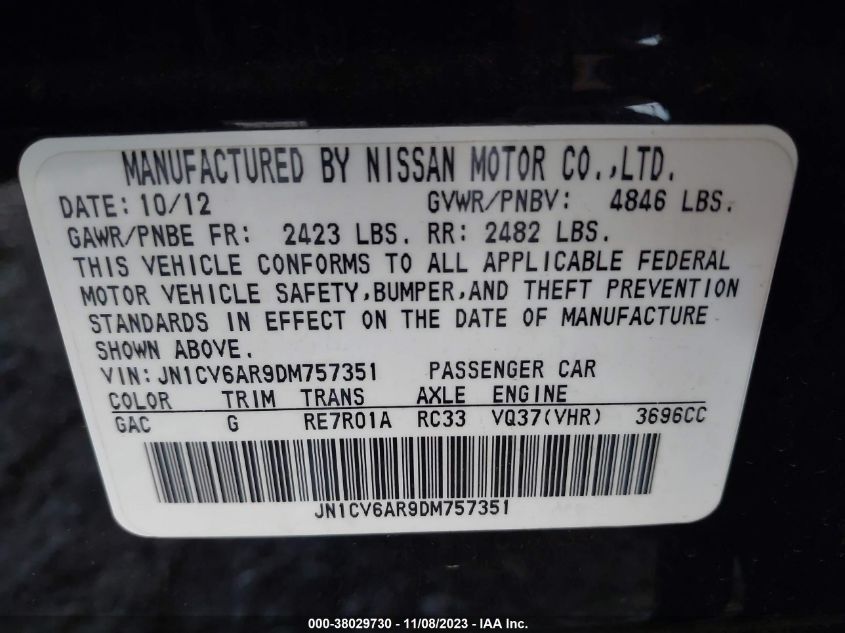 MANUFACTURED BY NISSAN MOTOR CO.,LTD.
DATE: 10/12 GVWR/PNBV: 4846 LBS.
GAWR/PNBE FR: 2423 LBS. RR: 2482 LBS.
THIS VEHICLE CONFORMS TO ALL APPLICABLE FEDERAL
MOTOR VEHICLE SAFETY,BUMPER,AND THEFT PREVENTION
STANDARDS IN EFFECT ON THE DATE OF MANUFACTURE
SHOWN ABOVE.
VIN: JN1CV6AR9DM757351 PASSENGER CAR
COLOR TRIM TRANS AXLE ENGINE
GAC G RE7R01A RC33 VQ37(VHR) 3696CC
JN1CV6AR9DM757351
000-38029730 - 11/08/2023 - IAA Inc.